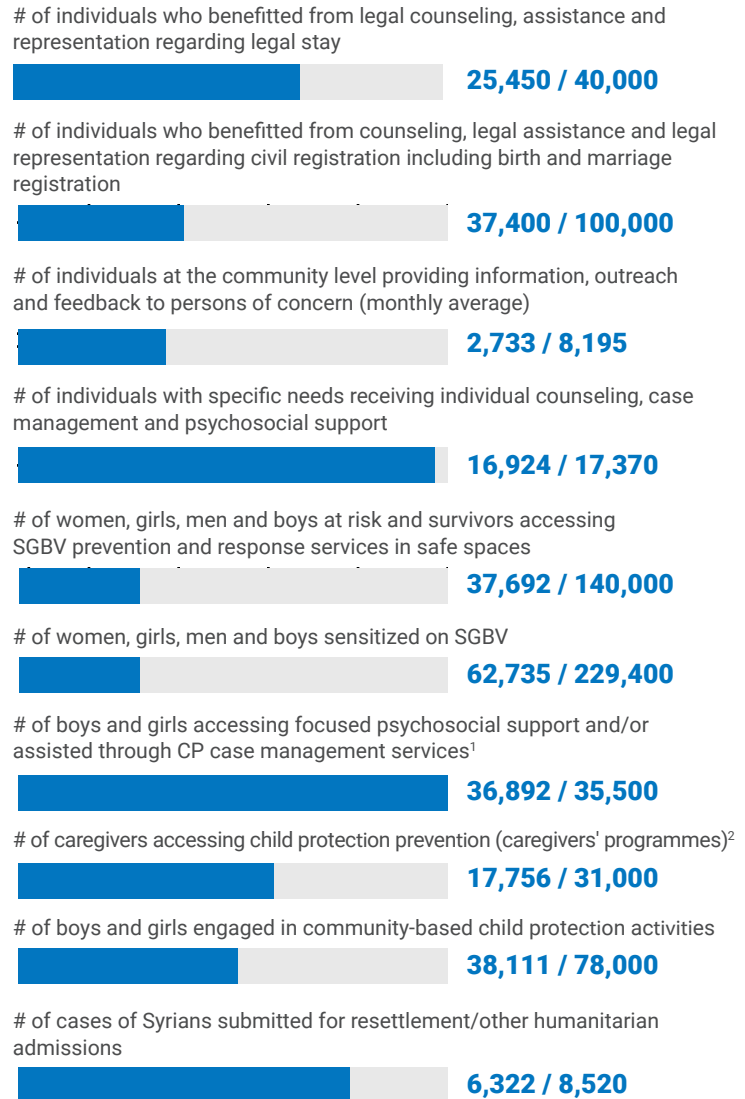 # of individuals who benefitted from legal counseling, assistance and
representation regarding legal stay
25,450 / 40,000
# of individuals who benefitted from counseling, legal assistance and legal
representation regarding civil registration including birth and marriage
registration
37,400 / 100,000
# of individuals at the community level providing information, outreach
and feedback to persons of concern (monthly average)
2,733 / 8,195
# of individuals with specific needs receiving individual counseling, case
management and psychosocial support
16,924 / 17,370
# of women, girls, men and boys at risk and survivors accessing
SGBV prevention and response services in safe spaces
37,692 / 140,000
# of women, girls, men and boys sensitized on SGBV
62,735 / 229,400
# of boys and girls accessing focused psychosocial support and/or
assisted through CP case management services¹
36,892 / 35,500
# of caregivers accessing child protection prevention (caregivers' programmes)²
17,756 / 31,000
# of boys and girls engaged in community-based child protection activities
38,111 / 78,000
# of cases of Syrians submitted for resettlement/other humanitarian
admissions
6,322 / 8,520